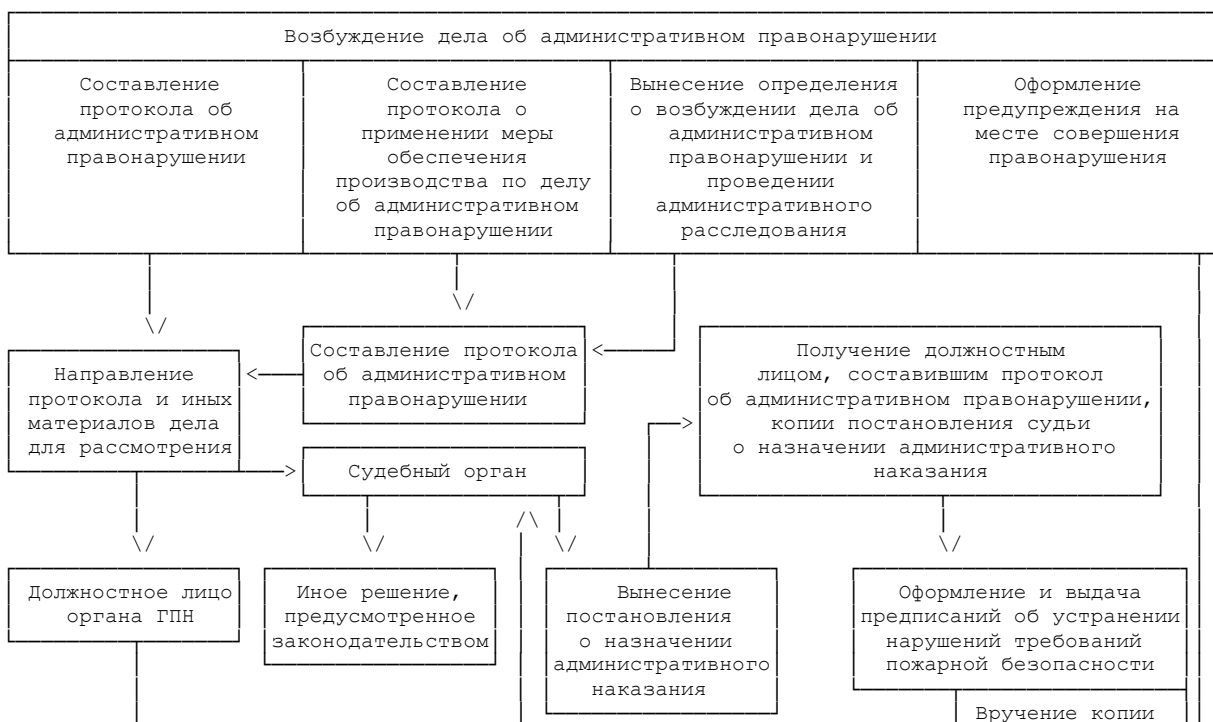 Возбуждение дела об административном правонарушении
Составление
протокола об
административном
правонарушении
Составление
протокола о
применении меры
обеспечения
производства по делу
об административном
правонарушении
Вынесение определения
о возбуждении дела об
административном
правонарушении и
проведении
административного
расследования
Оформление
предупреждения на
месте совершения
правонарушения
Направление
протокола и иных
материалов дела
для рассмотрения
Составление протокола
об административном
правонарушении
Получение должностным
лицом, составившим протокол
об административном правонарушении,
копии постановления судьи
о назначении административного
наказания
Судебный орган
Должностное лицо
органа ГПН
Иное решение,
предусмотренное
законодательством
Вынесение
постановления
о назначении
административного
наказания
Оформление и выдача
предписаний об устранении
нарушений требований
пожарной безопасности
Вручение копии